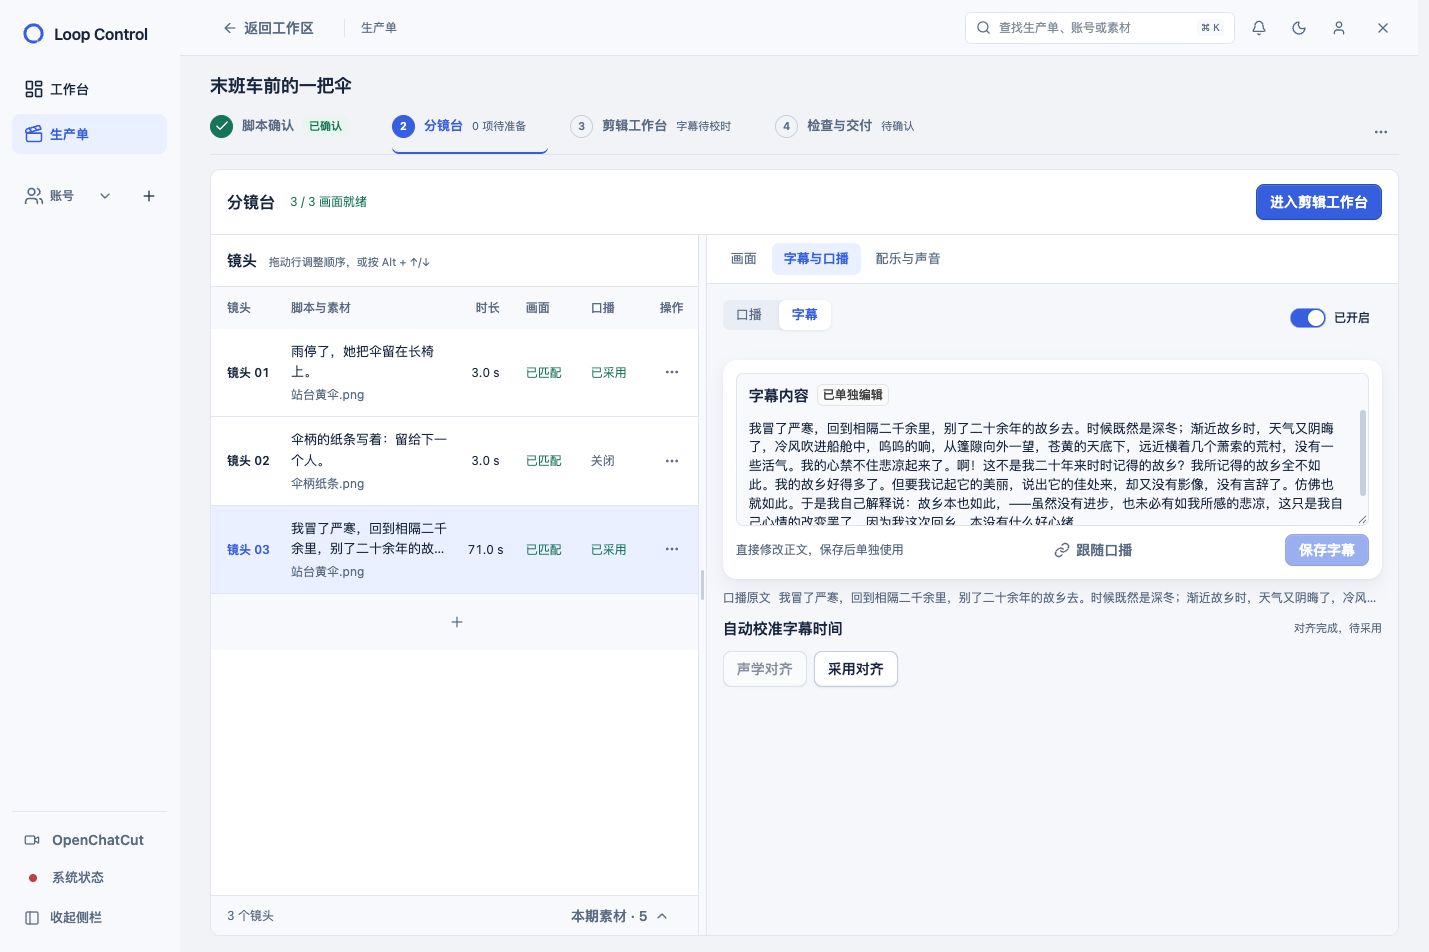 Loop Control
返回工作区
生产单
查找生产单、账号或素材
⌘ K
工作台
生产单
账号
末班车前的一把伞
脚本确认 已确认
2 分镜台 0 项待准备
3 剪辑工作台 字幕待校时
4 检查与交付 待确认
分镜台 3 / 3 画面就绪
进入剪辑工作台
镜头 拖动行调整顺序，或按 Alt + ↑/↓
镜头 脚本与素材 时长 画面 口播 操作
镜头 01
雨停了，她把伞留在长椅
上。
站台黄伞.png
3.0 s 已匹配 已采用
镜头 02
伞柄的纸条写着：留给下一
个人。
伞柄纸条.png
3.0 s 已匹配 关闭
镜头 03
我冒了严寒，回到相隔二千
余里，别了二十余年的故...
站台黄伞.png
71.0 s 已匹配 已采用
3 个镜头
本期素材 · 5
画面 字幕与口播 配乐与声音
口播 字幕
已开启
字幕内容 已单独编辑
我冒了严寒，回到相隔二千余里，别了二十余年的故乡去。时候既然是深冬；渐近故乡时，天气又阴晦
了，冷风吹进船舱中，呜呜的响，从篷隙向外一望，苍黄的天底下，远近横着几个萧索的荒村，没有一
些活气。我的心禁不住悲凉起来了。啊！这不是我二十年来时时记得的故乡？我所记得的故乡全不如
此。我的故乡好得多了。但要我记起它的美丽，说出它的佳处来，却又没有影像，没有言辞了。仿佛也
就如此。于是我自己解释说：故乡本也如此，——虽然没有进步，也未必有如我所感的悲凉，这只是我自
己心情的改变罢了，因为我这次回乡，本没有什么好心绪
直接修改正文，保存后单独使用
跟随口播
保存字幕
口播原文 我冒了严寒，回到相隔二千余里，别了二十余年的故乡去。时候既然是深冬；渐近故乡时，天气又阴晦了，冷风...
自动校准字幕时间
对齐完成，待采用
声学对齐 采用对齐
OpenChatCut
系统状态
收起侧栏